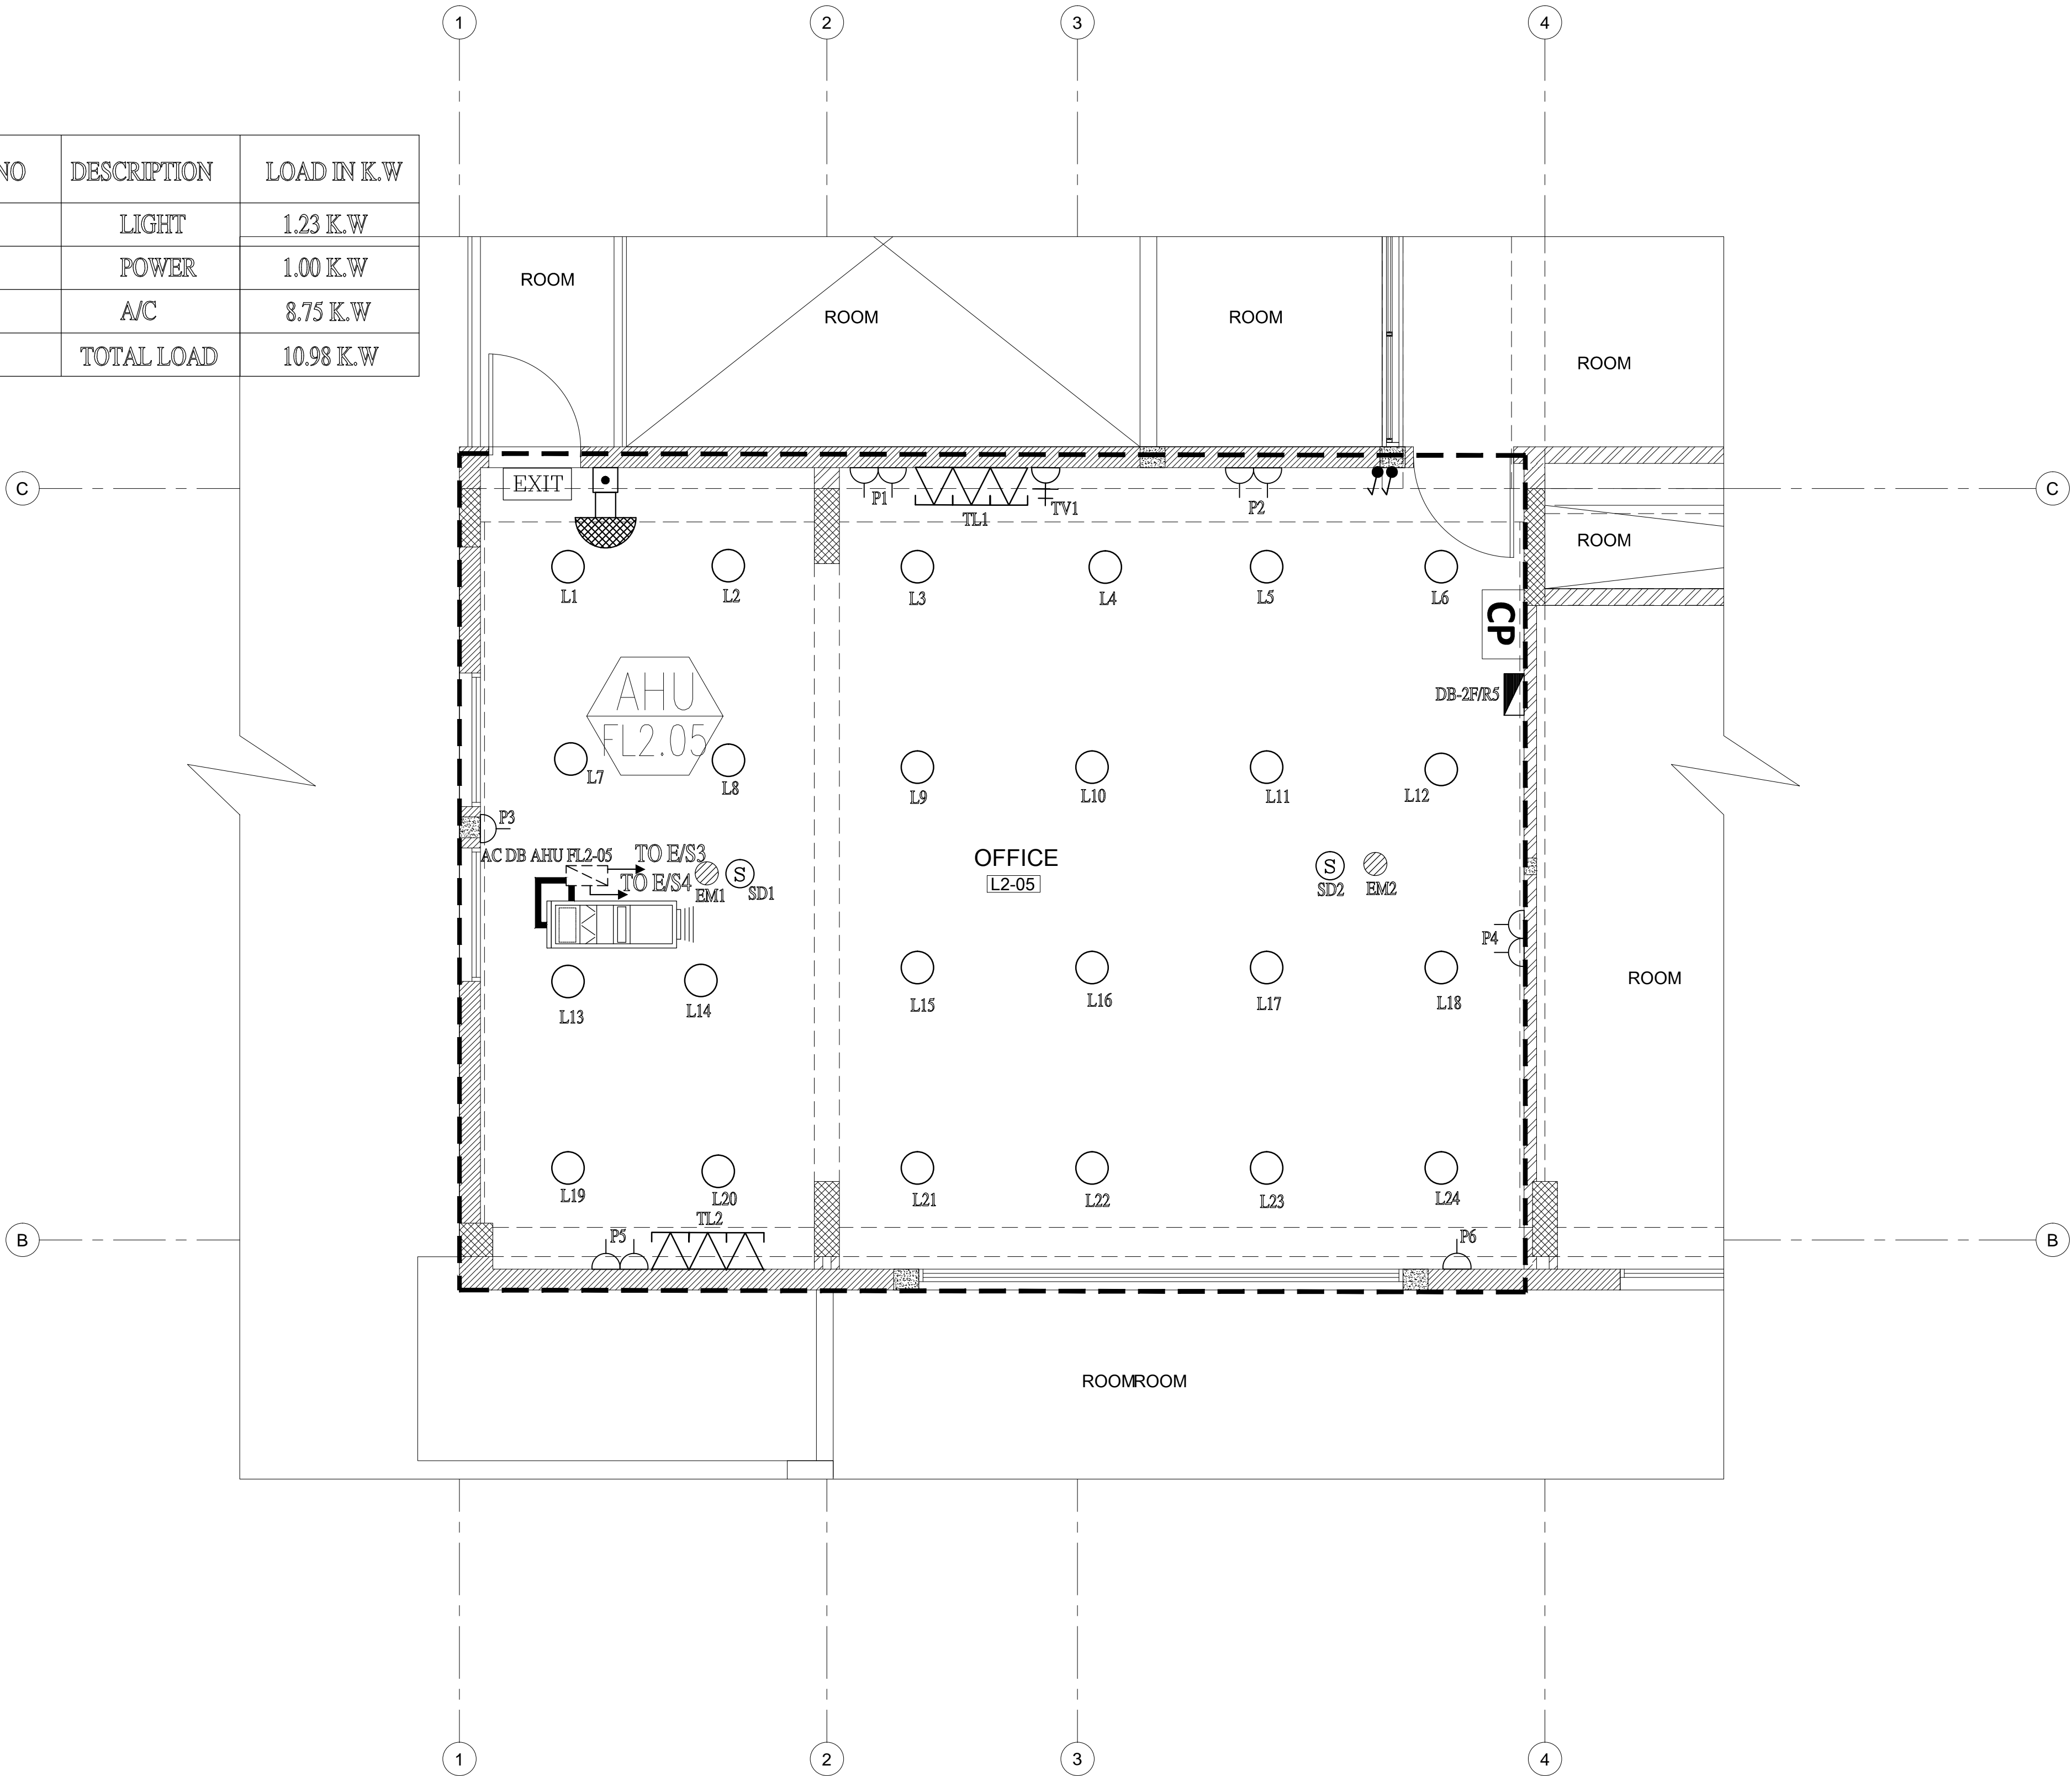 1 2 3 4
NO DESCRIPTION LOAD IN K.W
LIGHT 1.23 K.W
POWER 1.00 K.W
A/C 8.75 K.W
TOTAL LOAD 10.98 K.W
ROOM
ROOM
ROOM
ROOM
C
EXIT
P1
TL1
TV1
P2
C
ROOM
L1 L2 L3 L4 L5 L6
CP
AHU
FL2.05
DB-2F/R5
L7 L8 L9 L10 L11 L12
P3
AC DB AHU FL2-05
TO E/S3
TO E/S4
EM1
S
SD1
OFFICE
L2-05
S
SD2
EM2
P4
ROOM
L13 L14 L15 L16 L17 L18
L19 L20 L21 L22 L23 L24
TL2
B
P5
P6
B
ROOMROOM
1 2 3 4